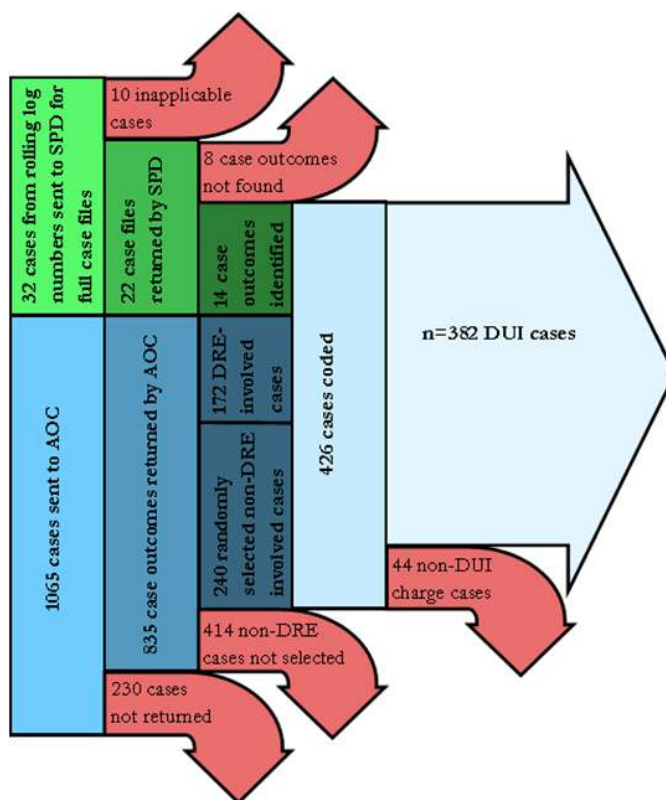 32 cases from rolling log
numbers sent to SPD for
full case files
10 inapplicable
cases
22 case files
returned by SPD
8 case outcomes
not found
14 case
outcomes
identified
1065 cases sent to AOC
835 case outcomes returned by AOC
172 DRE-
involved
cases
240 randomly
selected non-DRE
involved cases
426 cases coded
n=382 DUI cases
44 non-DUI
charge cases
414 non-DRE
cases not selected
230 cases
not returned